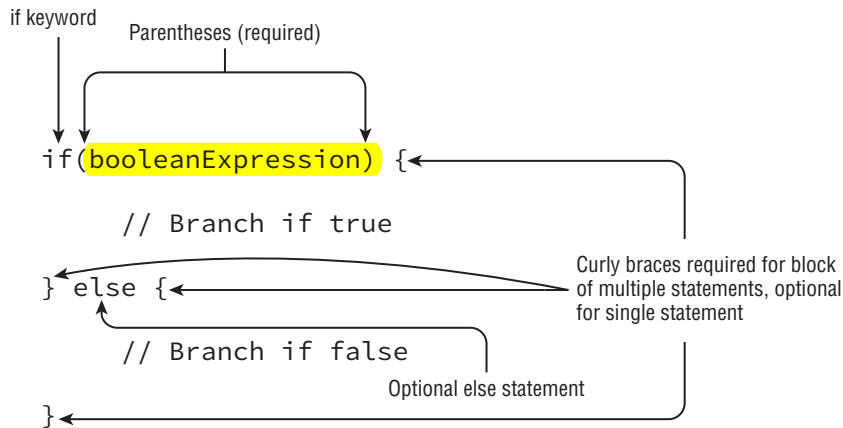 if keyword
Parentheses (required)
if(booleanExpression) {
// Branch if true
} else {
Curly braces required for block
of multiple statements, optional
for single statement
// Branch if false
Optional else statement
}